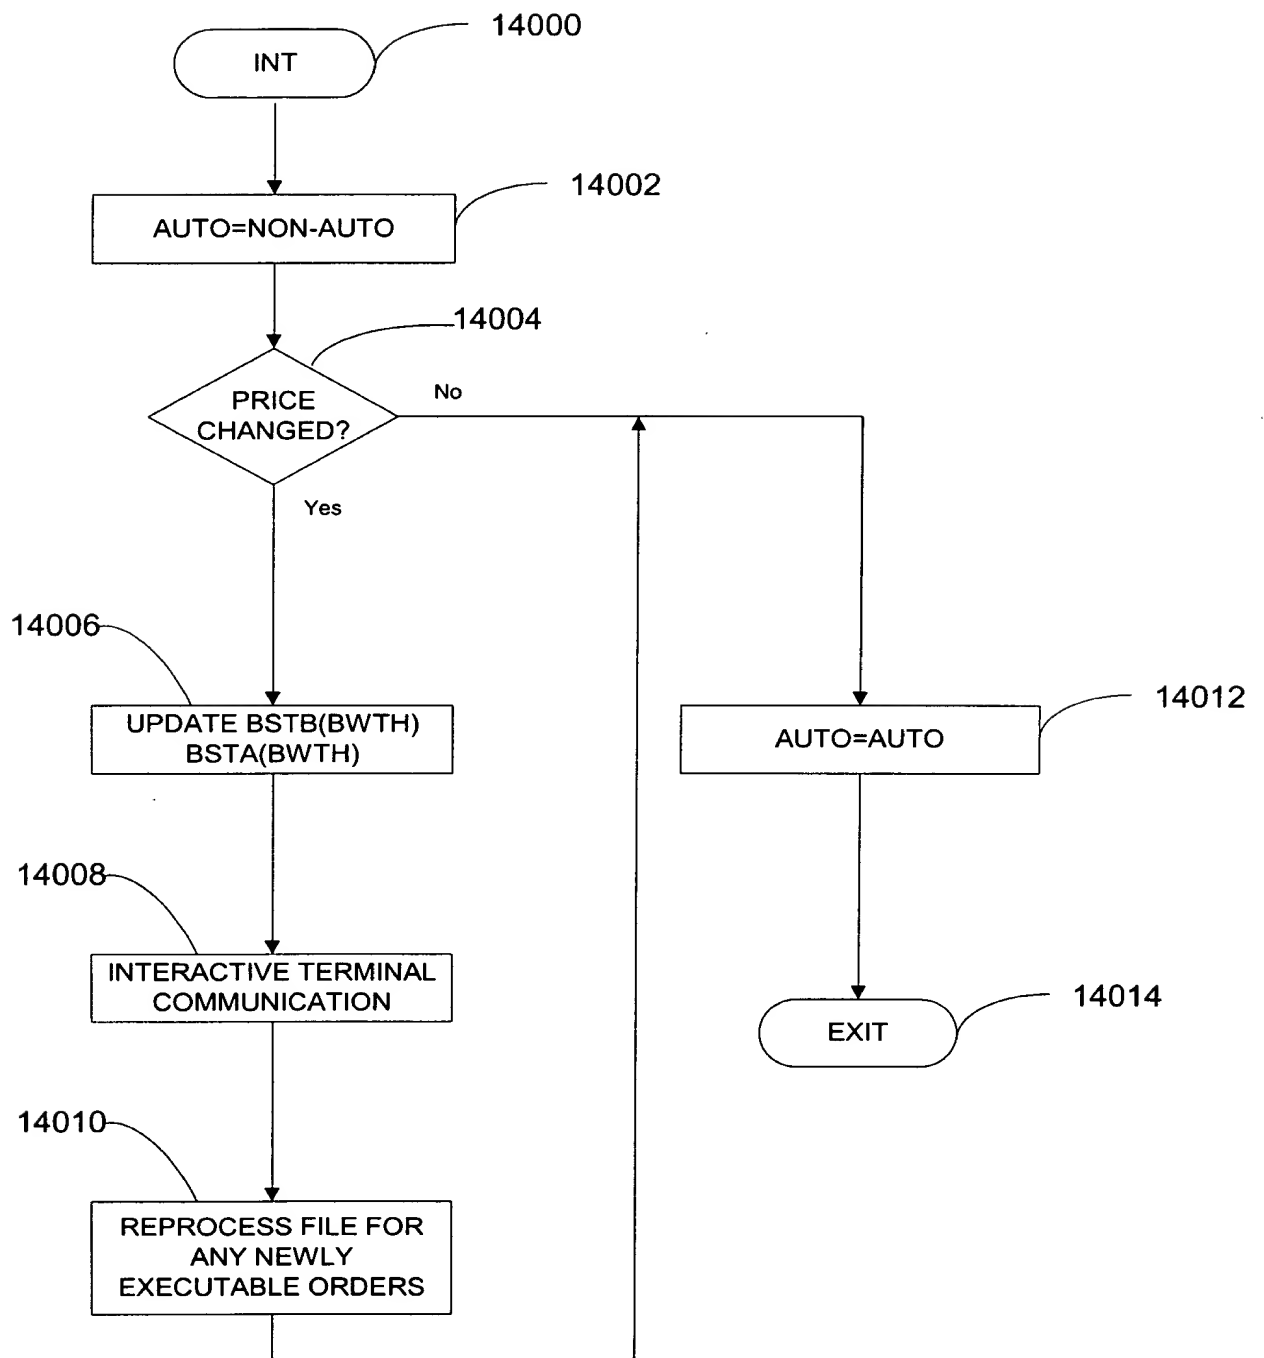 14000
INT
14002
AUTO=NON-AUTO
14004
PRICE
CHANGED?
No
Yes
14006
UPDATE BSTB(BWTH)
BSTA(BWTH)
14012
AUTO=AUTO
14008
INTERACTIVE TERMINAL
COMMUNICATION
14014
EXIT
14010
REPROCESS FILE FOR
ANY NEWLY
EXECUTABLE ORDERS